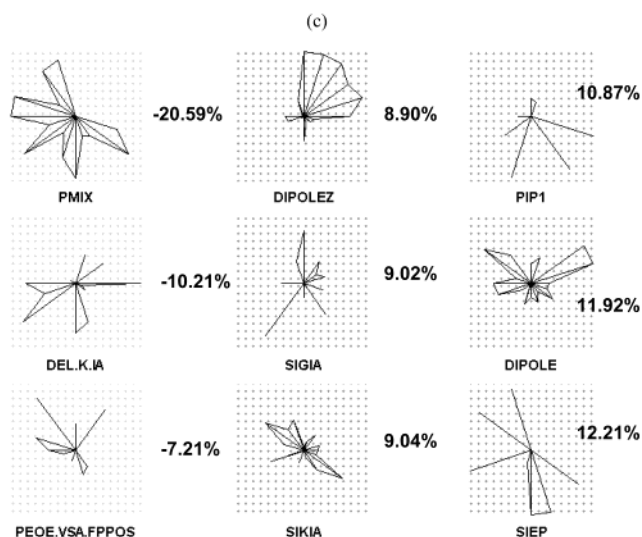 (c)
-20.59%
8.90%
10.87%
PMIX
DIPOLEZ
PIP1
-10.21%
9.02%
11.92%
DEL.K.IA
SIGIA
DIPOLE
-7.21%
9.04%
12.21%
PEOE.VSA.FPPOS
SIKIA
SIEP